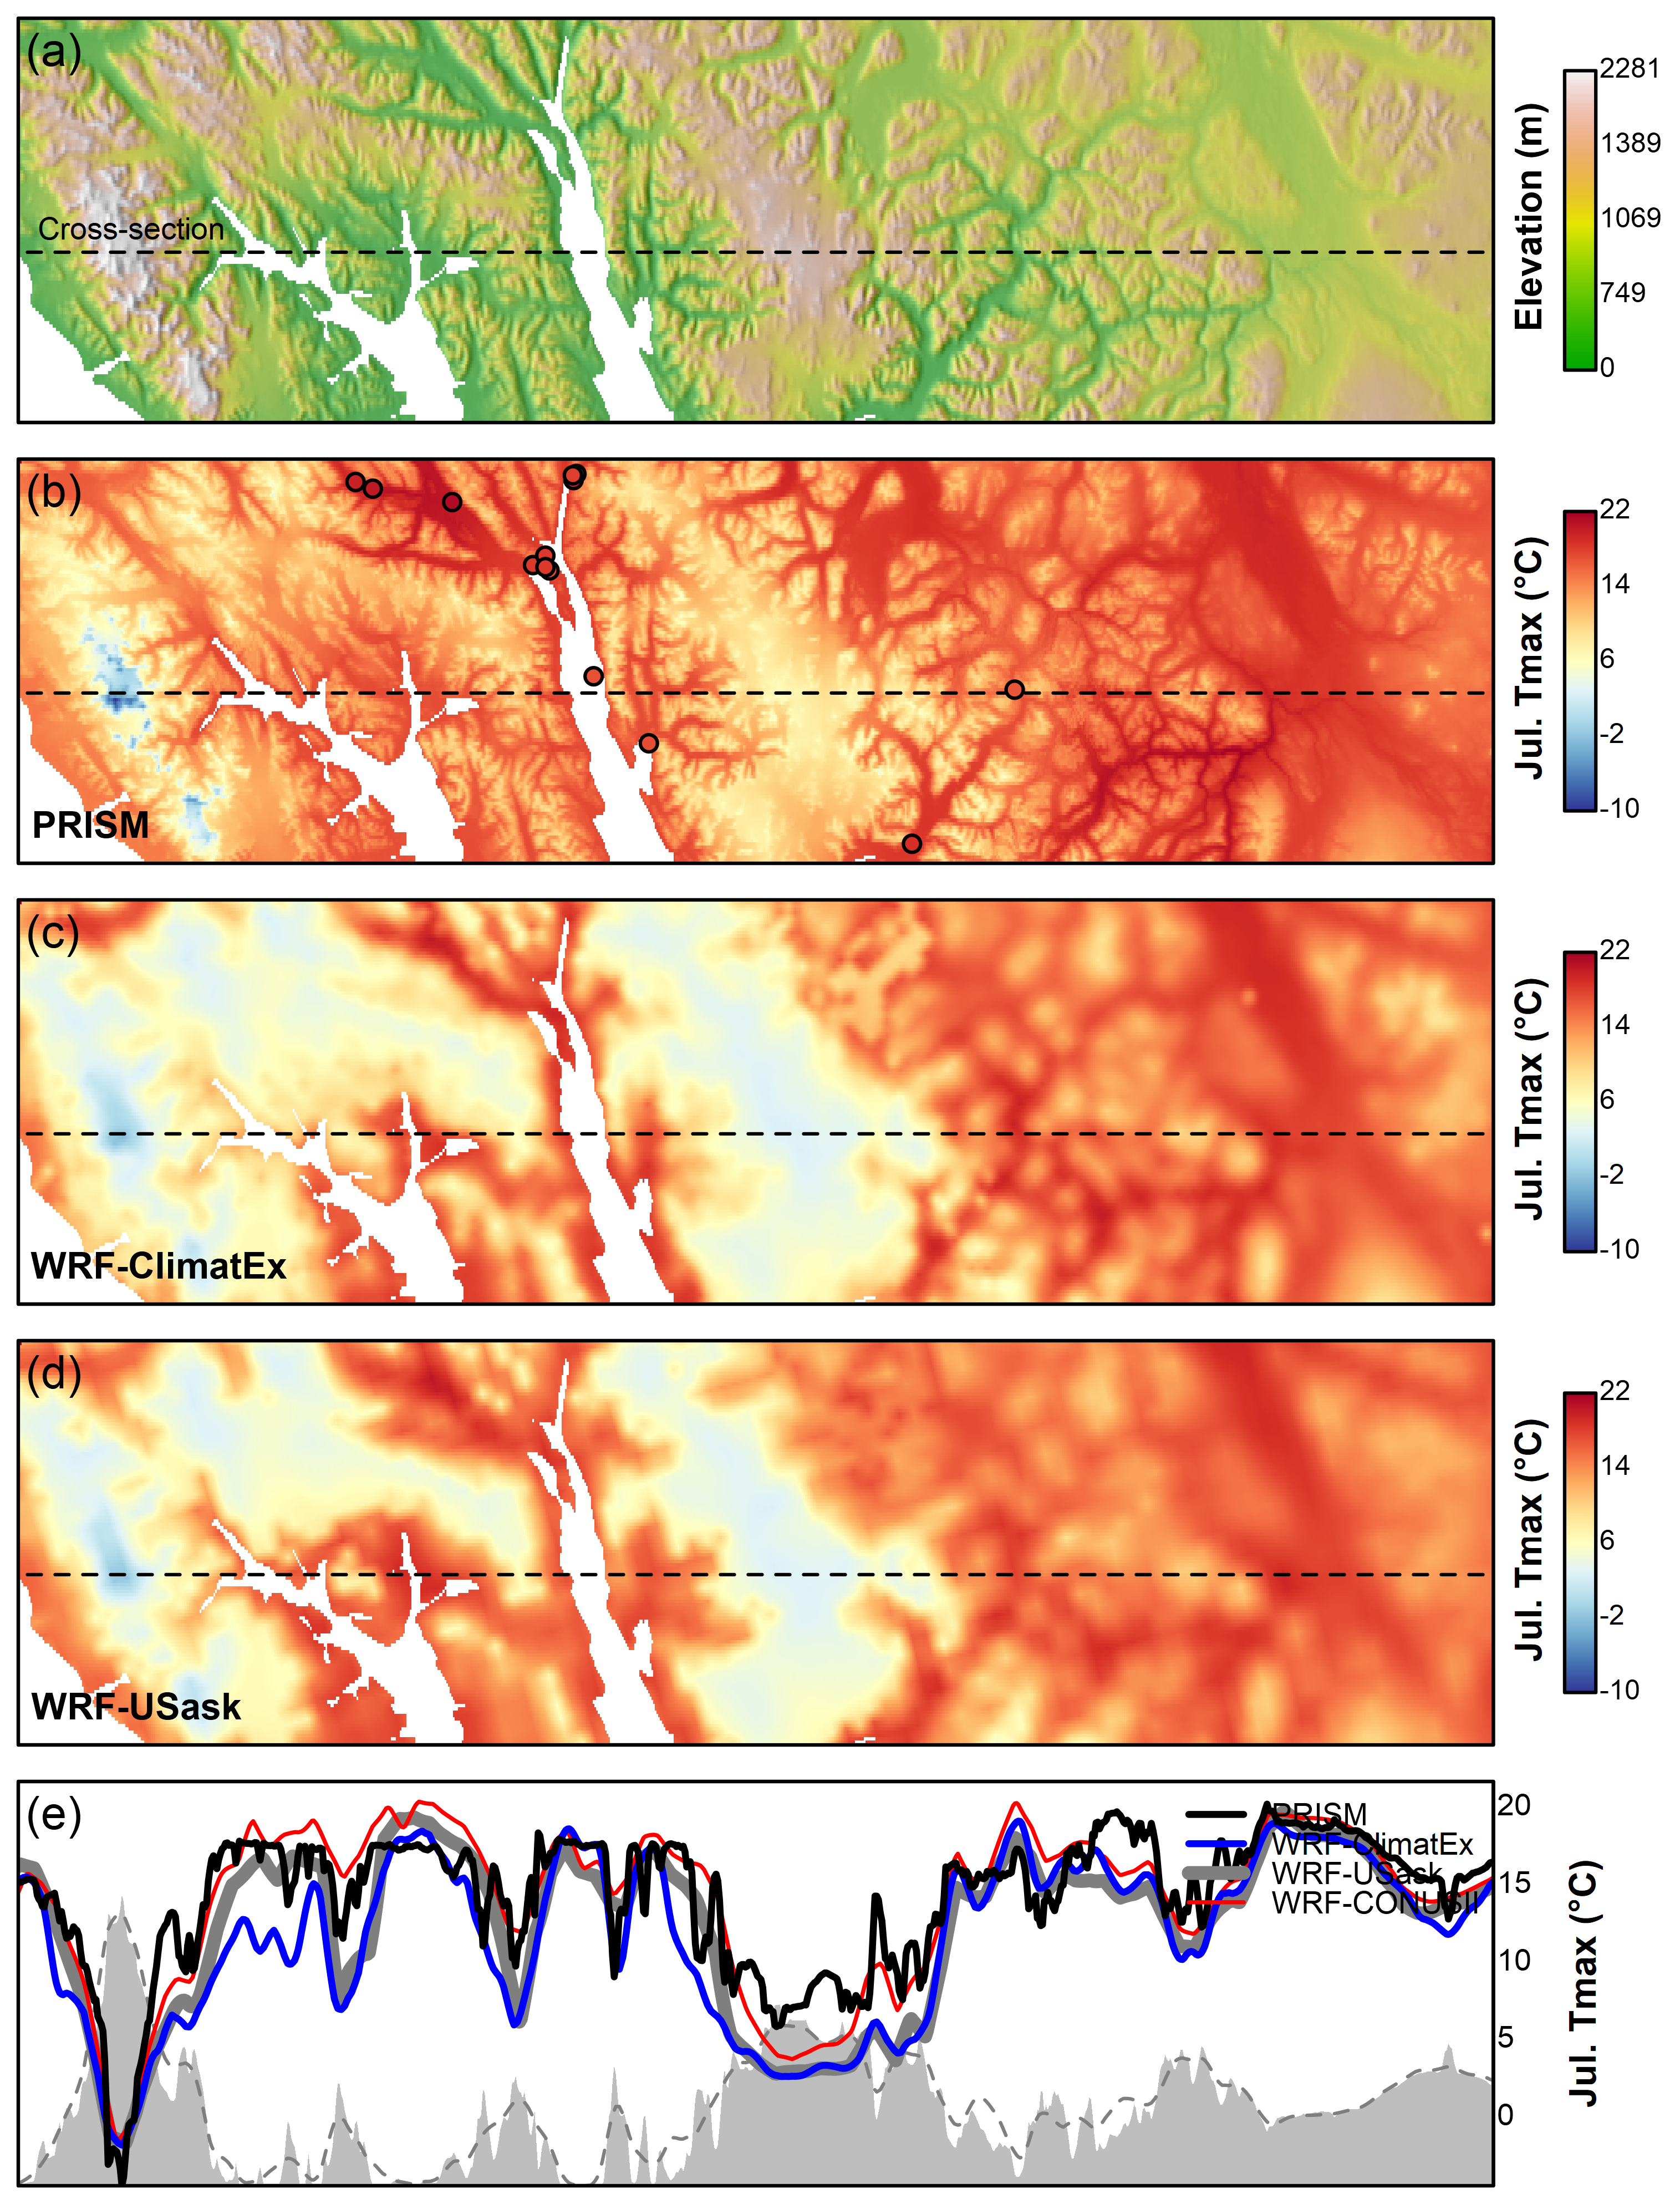 (a)
Cross-section
2281
1389
1069
749
0
Elevation (m)
(b)
PRISM
22
14
6
-2
-10
Jul. Tmax (°C)
(c)
WRF-ClimatEx
22
14
6
-2
-10
Jul. Tmax (°C)
(d)
WRF-USask
22
14
6
-2
-10
Jul. Tmax (°C)
(e)
PRISM
WRF-ClimatEx
WRF-USask
WRF-CONUSII
20
15
10
5
0
Jul. Tmax (°C)